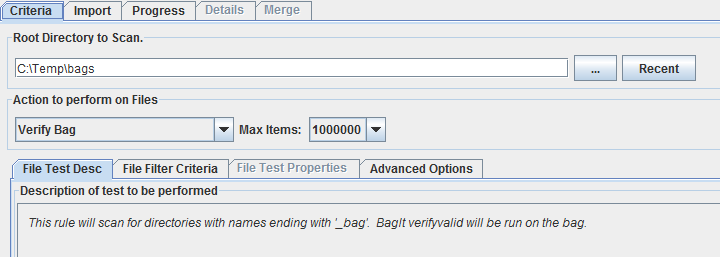 Criteria Import Progress Details Merge
Root Directory to Scan.
C:\Temp\bags ... Recent
Action to perform on Files
Verify Bag Max Items: 1000000
File Test Desc File Filter Criteria File Test Properties Advanced Options
Description of test to be performed
This rule will scan for directories with names ending with '_bag'. BagIt verifyvalid will be run on the bag.